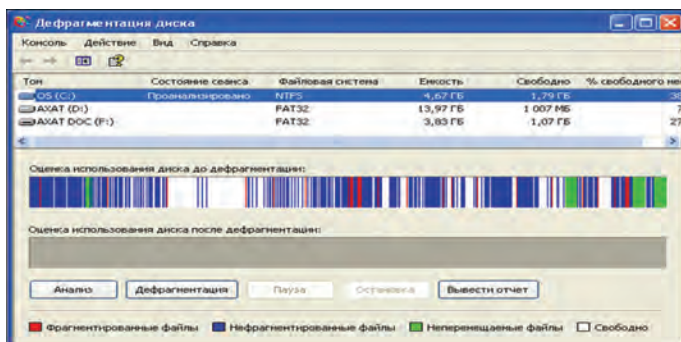 Дефрагментация диска
Консоль Действие Вид Справка
Том Состояние сеанса Файловая система Емкость Свободно % свободного
OS (C:) Проанализировано NTFS 4,67 ГБ 1,79 ГБ 38
AXAT (D:) FAT32 13,97 ГБ 1 007 МБ 7
AXAT DOC (F:) FAT32 3,83 ГБ 1,07 ГБ 27
Оценка использования диска до дефрагментации:
Оценка использования диска после дефрагментации:
Анализ Дефрагментация Пауза Остановка Вывести отчет
Фрагментированные файлы Нефрагментированные файлы Неперемещаемые файлы Свободно